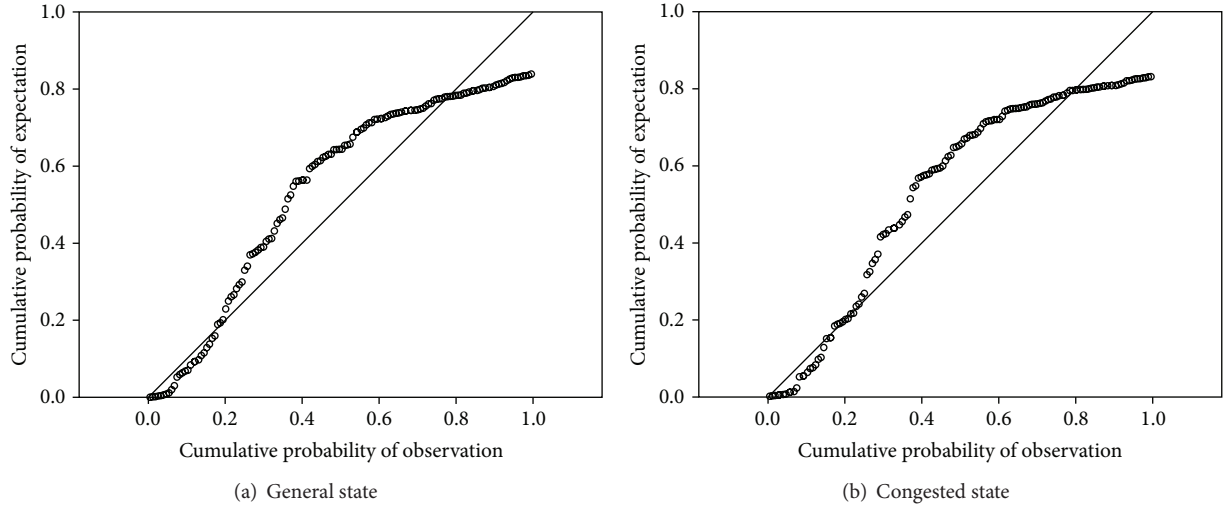 Cumulative probability of expectation
1.0
0.8
0.6
0.4
0.2
0.0
0.0 0.2 0.4 0.6 0.8 1.0
Cumulative probability of observation
(a) General state
Cumulative probability of expectation
1.0
0.8
0.6
0.4
0.2
0.0
0.0 0.2 0.4 0.6 0.8 1.0
Cumulative probability of observation
(b) Congested state